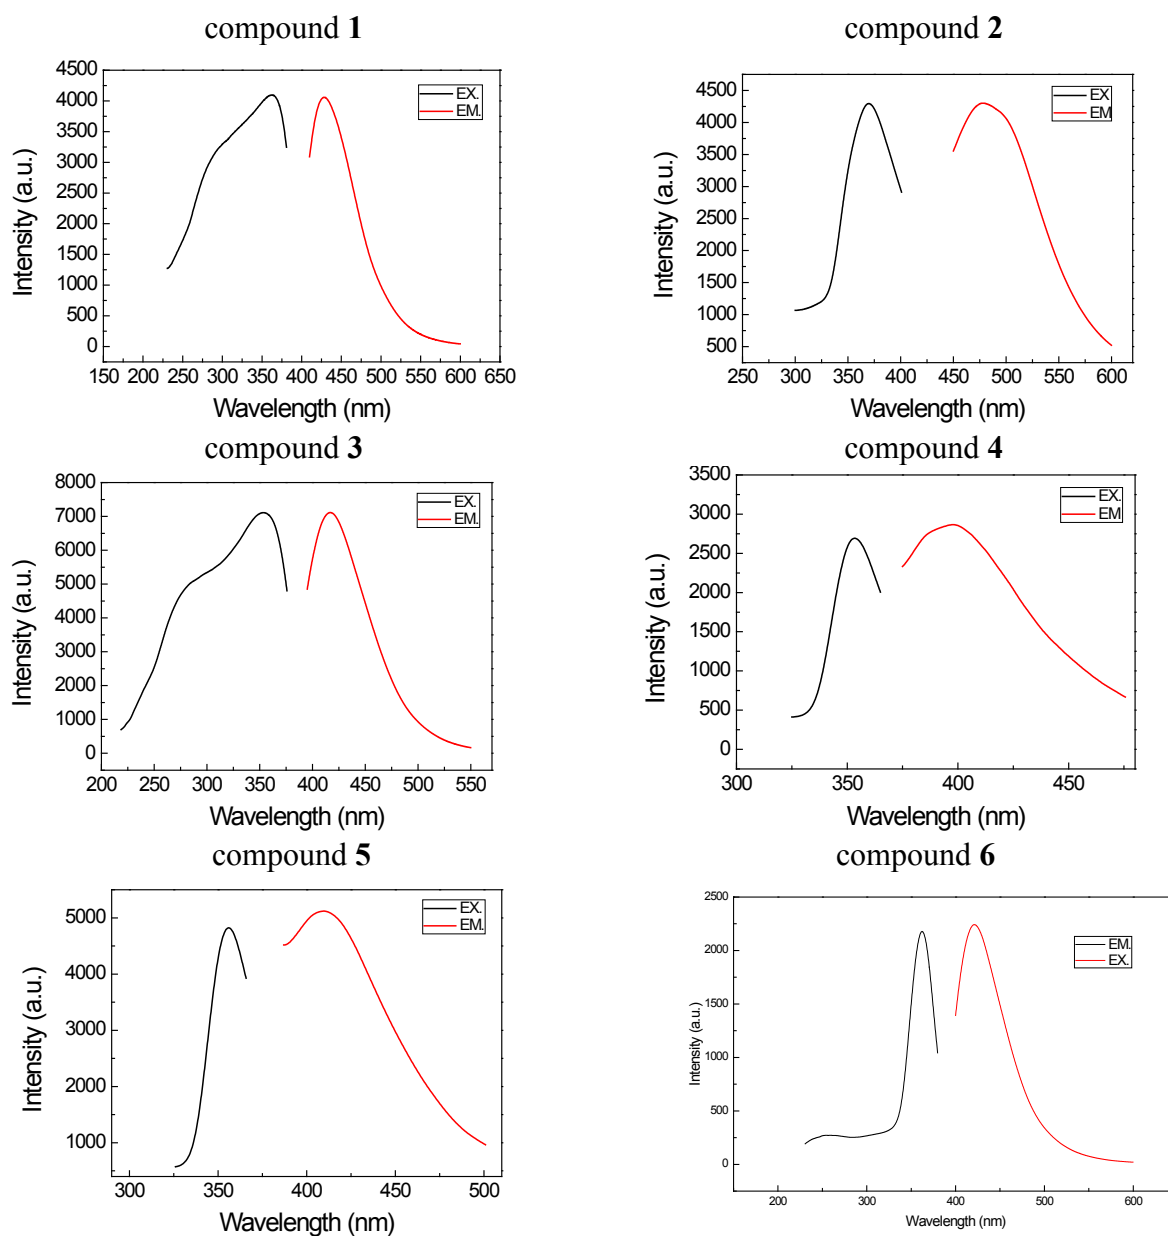 compound 1
4500
4000
3500
3000
2500
2000
1500
1000
500
0
Intensity (a.u.)
EX.
EM.
150 200 250 300 350 400 450 500 550 600 650
Wavelength (nm)
compound 2
4500
4000
3500
3000
2500
2000
1500
1000
500
Intensity (a.u.)
EX
EM
250 300 350 400 450 500 550 600
Wavelength (nm)
compound 3
8000
7000
6000
5000
4000
3000
2000
1000
0
Intensity (a.u.)
EX.
EM.
200 250 300 350 400 450 500 550
Wavelength (nm)
compound 4
3500
3000
2500
2000
1500
1000
500
0
Intensity (a.u.)
EX.
EM
300 350 400 450
Wavelength (nm)
compound 5
5000
4000
3000
2000
1000
Intensity (a.u.)
EX.
EM.
300 350 400 450 500
Wavelength (nm)
compound 6
2500
2000
1500
1000
500
0
Intensity (a.u.)
EM.
EX.
200 300 400 500 600
Wavelength (nm)